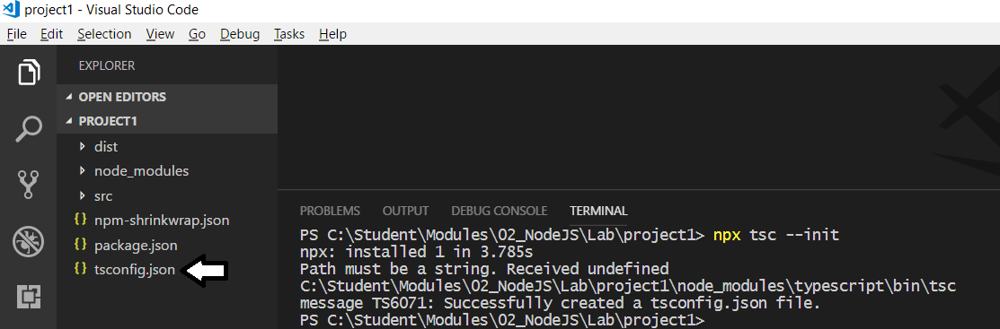 project1 - Visual Studio Code
File Edit Selection View Go Debug Tasks Help
EXPLORER
OPEN EDITORS
PROJECT1
dist
node_modules
src
{} npm-shrinkwrap.json
{} package.json
{} tsconfig.json
PROBLEMS OUTPUT DEBUG CONSOLE TERMINAL
PS C:\Student\Modules\02_NodeJS\Lab\project1> npx tsc --init
npx: installed 1 in 3.785s
Path must be a string. Received undefined
C:\Student\Modules\02_NodeJS\Lab\project1\node_modules\typescript\bin\tsc
message TS6071: Successfully created a tsconfig.json file.
PS C:\Student\Modules\02_NodeJS\Lab\project1>